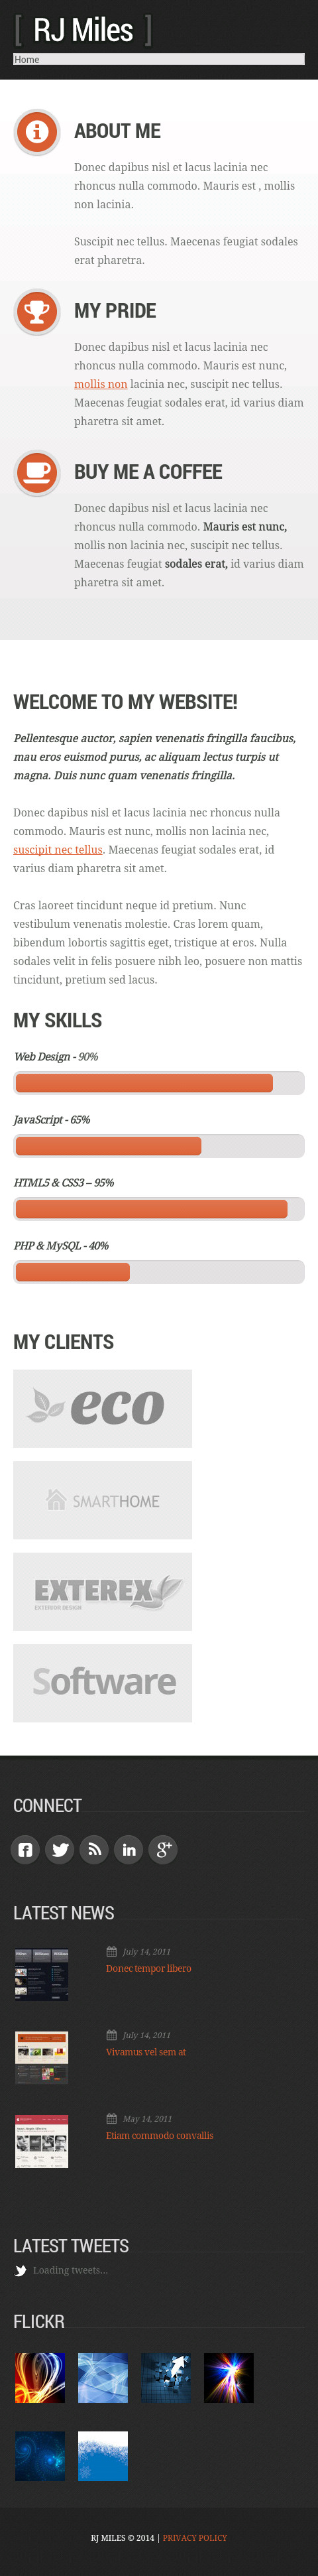 [ RJ Miles ]
Home
ABOUT ME
Donec dapibus nisl et lacus lacinia nec
rhoncus nulla commodo. Mauris est , mollis
non lacinia.
Suscipit nec tellus. Maecenas feugiat sodales
erat pharetra.
MY PRIDE
Donec dapibus nisl et lacus lacinia nec
rhoncus nulla commodo. Mauris est nunc,
mollis non lacinia nec, suscipit nec tellus.
Maecenas feugiat sodales erat, id varius diam
pharetra sit amet.
BUY ME A COFFEE
Donec dapibus nisl et lacus lacinia nec
rhoncus nulla commodo. Mauris est nunc,
mollis non lacinia nec, suscipit nec tellus.
Maecenas feugiat sodales erat, id varius diam
pharetra sit amet.
WELCOME TO MY WEBSITE!
Pellentesque auctor, sapien venenatis fringilla faucibus,
mau eros euismod purus, ac aliquam lectus turpis ut
magna. Duis nunc quam venenatis fringilla.
Donec dapibus nisl et lacus lacinia nec rhoncus nulla
commodo. Mauris est nunc, mollis non lacinia nec,
suscipit nec tellus. Maecenas feugiat sodales erat, id
varius diam pharetra sit amet.
Cras laoreet tincidunt neque id pretium. Nunc
vestibulum venenatis molestie. Cras lorem quam,
bibendum lobortis sagittis eget, tristique at eros. Nulla
sodales velit in felis posuere nibh leo, posuere non mattis
tincidunt, pretium sed lacus.
MY SKILLS
Web Design - 90%
JavaScript - 65%
HTML5 & CSS3 – 95%
PHP & MySQL - 40%
MY CLIENTS
eco
SMARTHOME
EXTEREX
EXTERIOR DESIGN
Software
CONNECT
LATEST NEWS
July 14, 2011
Donec tempor libero
July 14, 2011
Vivamus vel sem at
May 14, 2011
Etiam commodo convallis
LATEST TWEETS
Loading tweets...
FLICKR
RJ MILES © 2014 | PRIVACY POLICY